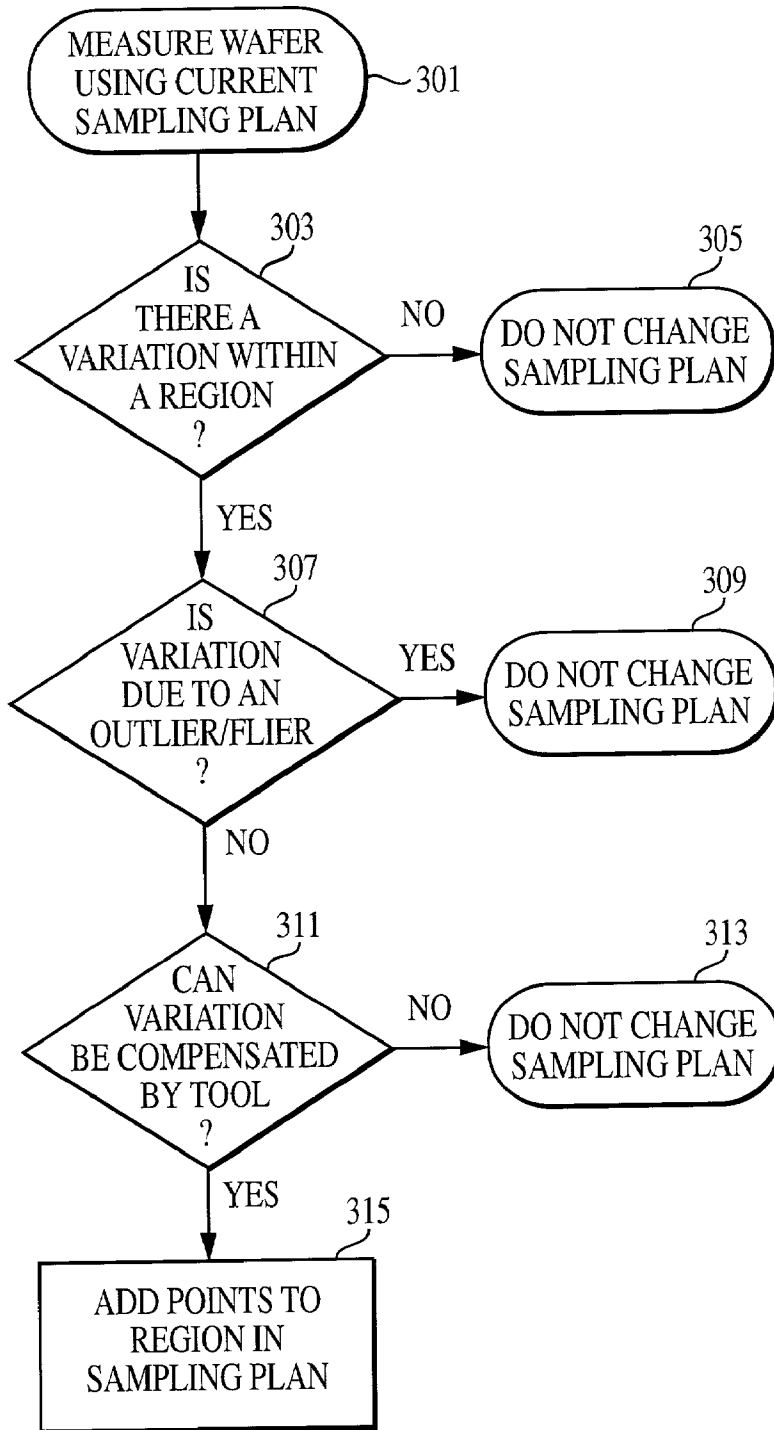 MEASURE WAFER
USING CURRENT
SAMPLING PLAN
301
303
IS
THERE A
VARIATION WITHIN
A REGION
?
NO
305
DO NOT CHANGE
SAMPLING PLAN
YES
307
IS
VARIATION
DUE TO AN
OUTLIER/FLIER
?
YES
309
DO NOT CHANGE
SAMPLING PLAN
NO
311
CAN
VARIATION
BE COMPENSATED
BY TOOL
?
NO
313
DO NOT CHANGE
SAMPLING PLAN
YES
315
ADD POINTS TO
REGION IN
SAMPLING PLAN